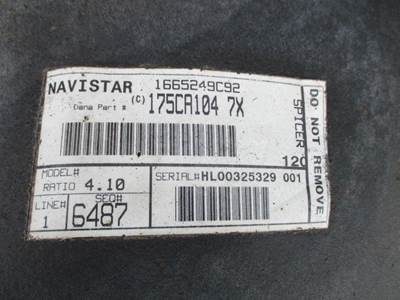 NAVISTAR 1665249C92
Dana Part # (C) 175CA104 7X
SPICER
DO NOT REMOVE
120
MODEL#
RATIO 4.10
SERIAL# HL00325329 001
LINE# 1
SEQ# 6487